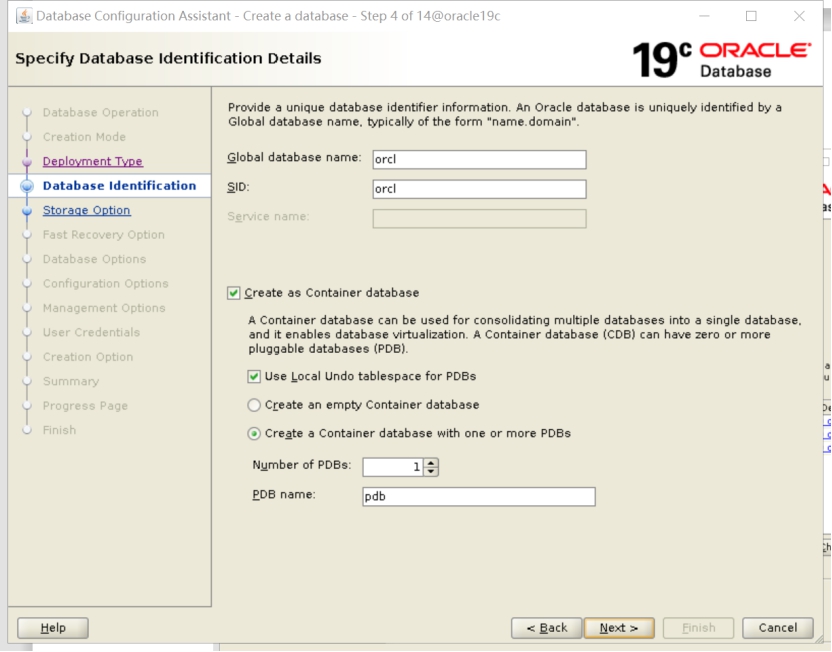 Database Configuration Assistant - Create a database - Step 4 of 14@oracle19c
Specify Database Identification Details
19c ORACLE
Database
Database Operation
Creation Mode
Deployment Type
Database Identification
Storage Option
Fast Recovery Option
Database Options
Configuration Options
Management Options
User Credentials
Creation Option
Summary
Progress Page
Finish
Provide a unique database identifier information. An Oracle database is uniquely identified by a
Global database name, typically of the form "name.domain".
Global database name: orcl
SID: orcl
Service name:
Create as Container database
A Container database can be used for consolidating multiple databases into a single database,
and it enables database virtualization. A Container database (CDB) can have zero or more
pluggable databases (PDB).
Use Local Undo tablespace for PDBs
Create an empty Container database
Create a Container database with one or more PDBs
Number of PDBs: 1
PDB name: pdb
Help
< Back
Next >
Finish
Cancel